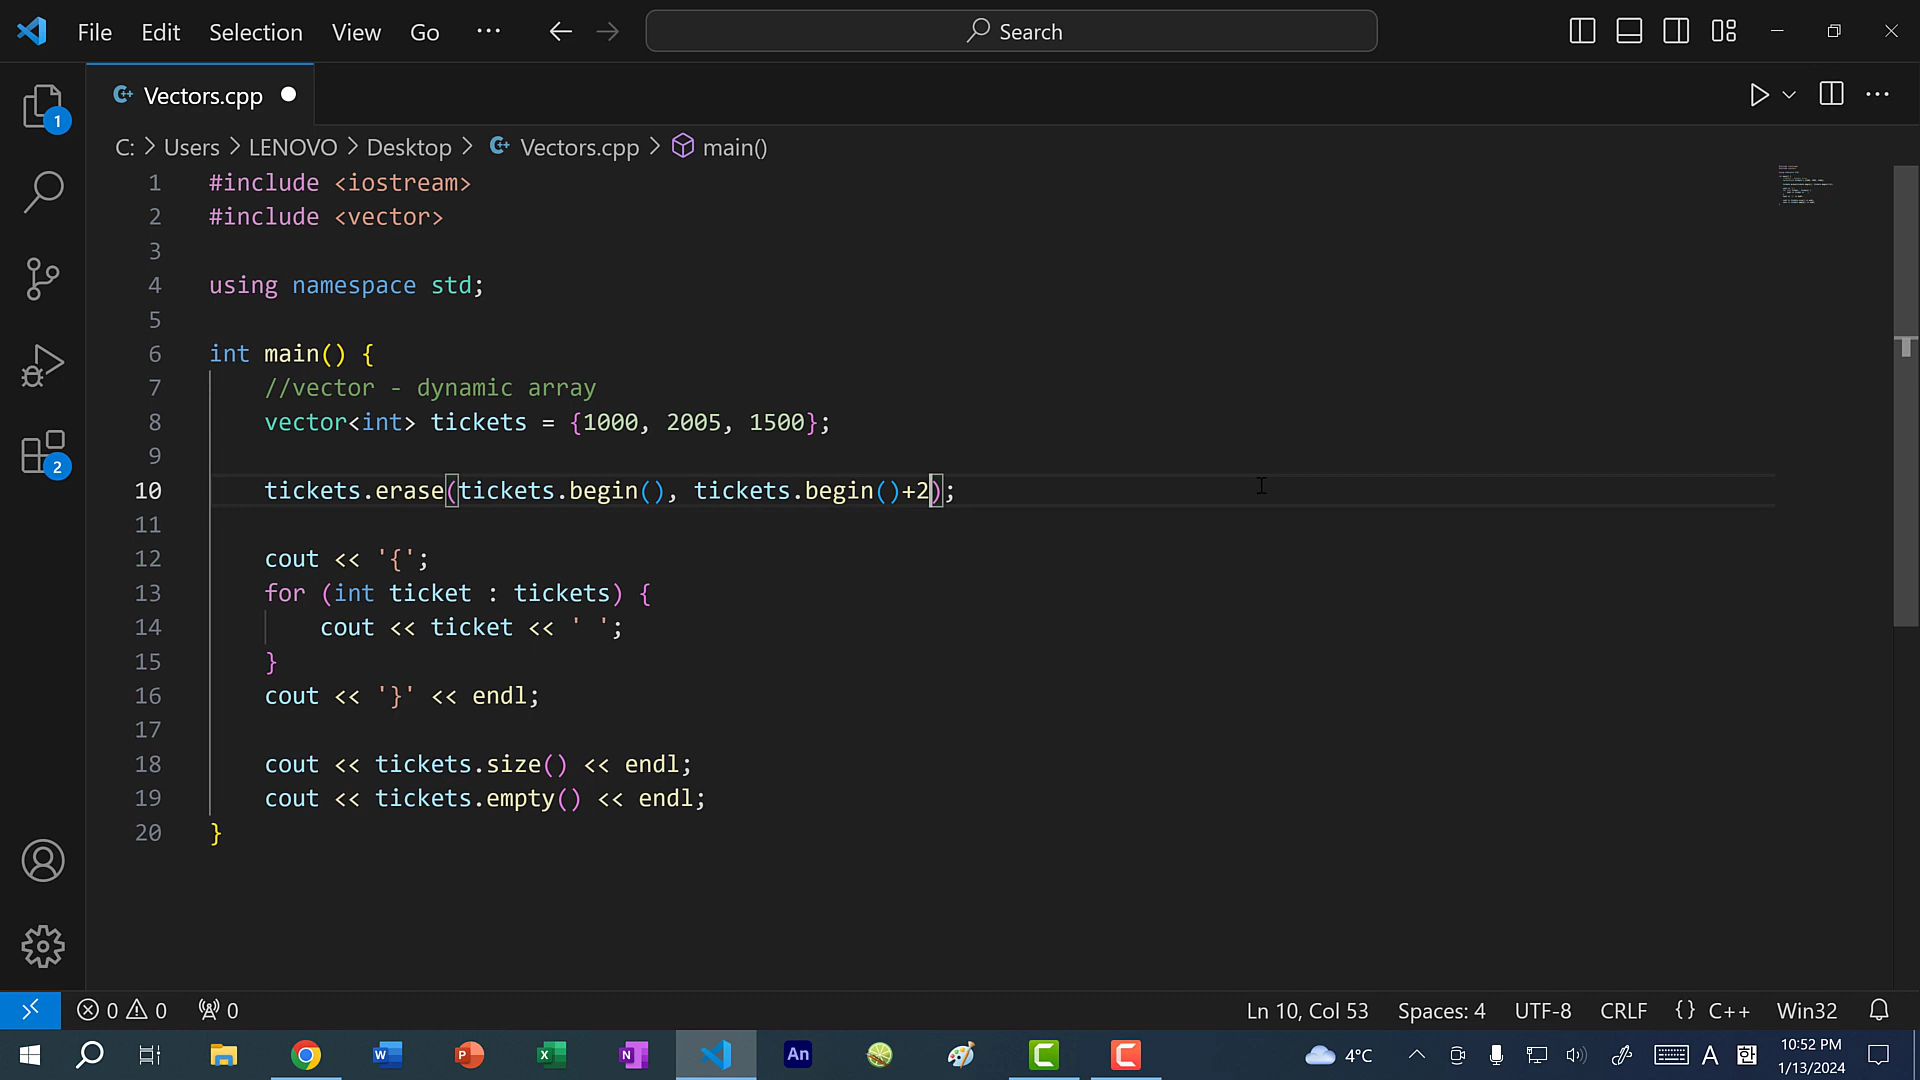 File Edit Selection View Go ··· Search
Vectors.cpp
C: > Users > LENOVO > Desktop > Vectors.cpp > main()
1 #include <iostream>
2 #include <vector>
3
4 using namespace std;
5
6 int main() {
7 //vector - dynamic array
8 vector<int> tickets = {1000, 2005, 1500};
9
10 tickets.erase(tickets.begin(), tickets.begin()+2);
11
12 cout << '{';
13 for (int ticket : tickets) {
14 cout << ticket << ' ';
15 }
16 cout << '}' << endl;
17
18 cout << tickets.size() << endl;
19 cout << tickets.empty() << endl;
20 }
1
2
0 0 0 Ln 10, Col 53 Spaces: 4 UTF-8 CRLF {} C++ Win32
W P X N An C C 4°C A 한 10:52 PM
1/13/2024